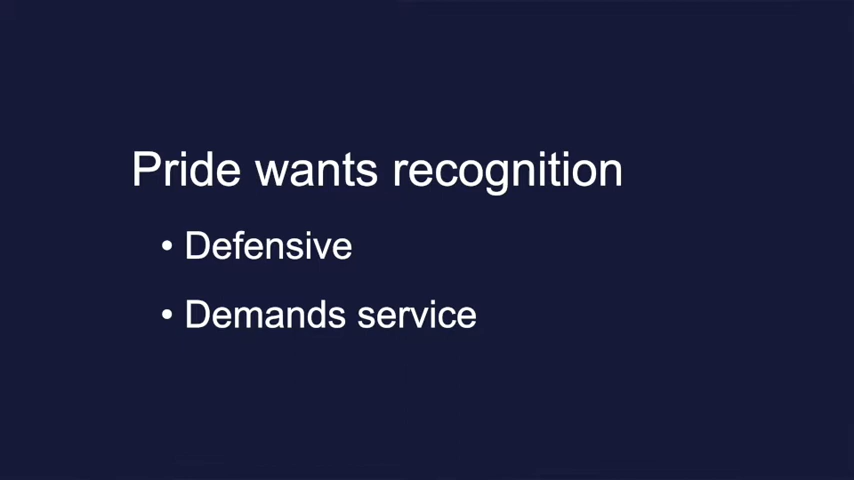 Pride wants recognition
• Defensive
• Demands service